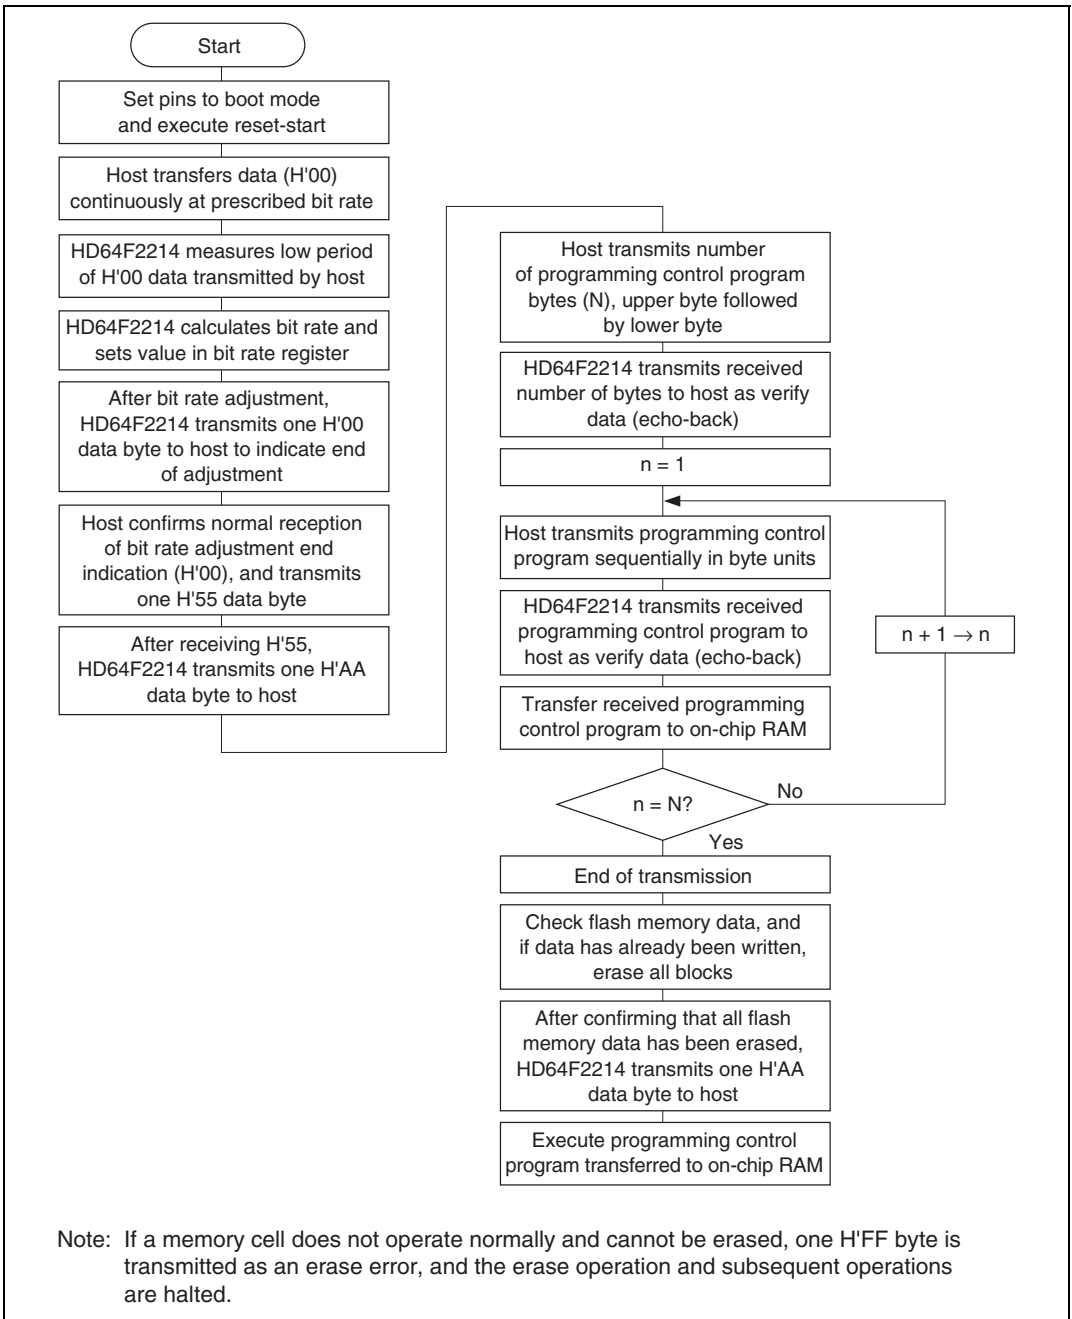 Start
Set pins to boot mode
and execute reset-start
Host transfers data (H'00)
continuously at prescribed bit rate
HD64F2214 measures low period
of H'00 data transmitted by host
HD64F2214 calculates bit rate and
sets value in bit rate register
After bit rate adjustment,
HD64F2214 transmits one H'00
data byte to host to indicate end
of adjustment
Host confirms normal reception
of bit rate adjustment end
indication (H'00), and transmits
one H'55 data byte
After receiving H'55,
HD64F2214 transmits one H'AA
data byte to host
Host transmits number
of programming control program
bytes (N), upper byte followed
by lower byte
HD64F2214 transmits received
number of bytes to host as verify
data (echo-back)
n = 1
Host transmits programming control
program sequentially in byte units
HD64F2214 transmits received
programming control program to
host as verify data (echo-back)
n + 1 → n
Transfer received programming
control program to on-chip RAM
n = N?
No
Yes
End of transmission
Check flash memory data, and
if data has already been written,
erase all blocks
After confirming that all flash
memory data has been erased,
HD64F2214 transmits one H'AA
data byte to host
Execute programming control
program transferred to on-chip RAM
Note: If a memory cell does not operate normally and cannot be erased, one H'FF byte is
transmitted as an erase error, and the erase operation and subsequent operations
are halted.